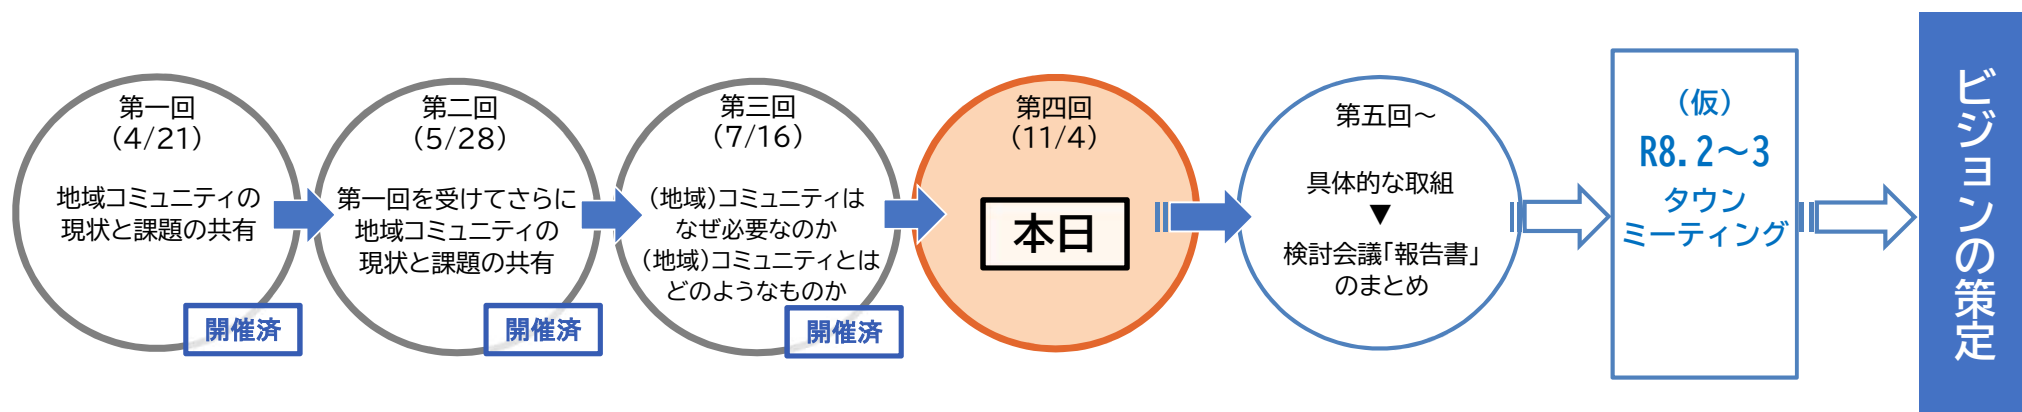 第一回
(4/21)
地域コミュニティの
現状と課題の共有
開催済
第二回
(5/28)
第一回を受けてさらに
地域コミュニティの
現状と課題の共有
開催済
第三回
(7/16)
(地域)コミュニティは
なぜ必要なのか
(地域)コミュニティとは
どのようなものか
開催済
第四回
(11/4)
本日
第五回～
具体的な取組
▼
検討会議「報告書」
のまとめ
(仮)
R8.2～3
タウン
ミーティング
ビジョンの策定